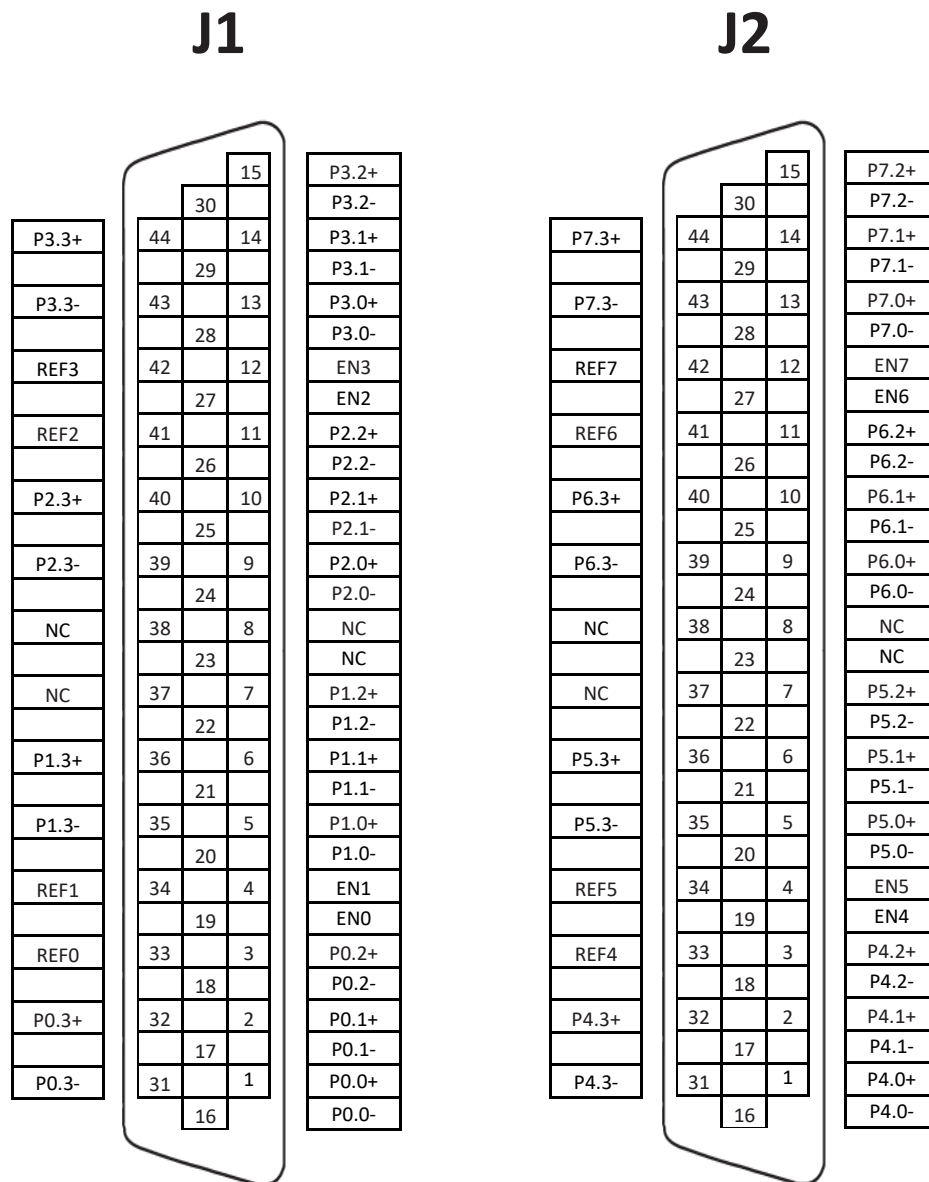 J1 J2
15 P3.2+ 15 P7.2+
30 P3.2- 30 P7.2-
P3.3+ 44 14 P3.1+ P7.3+ 44 14 P7.1+
29 P3.1- 29 P7.1-
P3.3- 43 13 P3.0+ P7.3- 43 13 P7.0+
28 P3.0- 28 P7.0-
REF3 42 12 EN3 REF7 42 12 EN7
27 EN2 27 EN6
REF2 41 11 P2.2+ REF6 41 11 P6.2+
26 P2.2- 26 P6.2-
P2.3+ 40 10 P2.1+ P6.3+ 40 10 P6.1+
25 P2.1- 25 P6.1-
P2.3- 39 9 P2.0+ P6.3- 39 9 P6.0+
24 P2.0- 24 P6.0-
NC 38 8 NC NC 38 8 NC
23 NC 23 NC
NC 37 7 P1.2+ NC 37 7 P5.2+
22 P1.2- 22 P5.2-
P1.3+ 36 6 P1.1+ P5.3+ 36 6 P5.1+
21 P1.1- 21 P5.1-
P1.3- 35 5 P1.0+ P5.3- 35 5 P5.0+
20 P1.0- 20 P5.0-
REF1 34 4 EN1 REF5 34 4 EN5
19 EN0 19 EN4
REF0 33 3 P0.2+ REF4 33 3 P4.2+
18 P0.2- 18 P4.2-
P0.3+ 32 2 P0.1+ P4.3+ 32 2 P4.1+
17 P0.1- 17 P4.1-
P0.3- 31 1 P0.0+ P4.3- 31 1 P4.0+
16 P0.0- 16 P4.0-